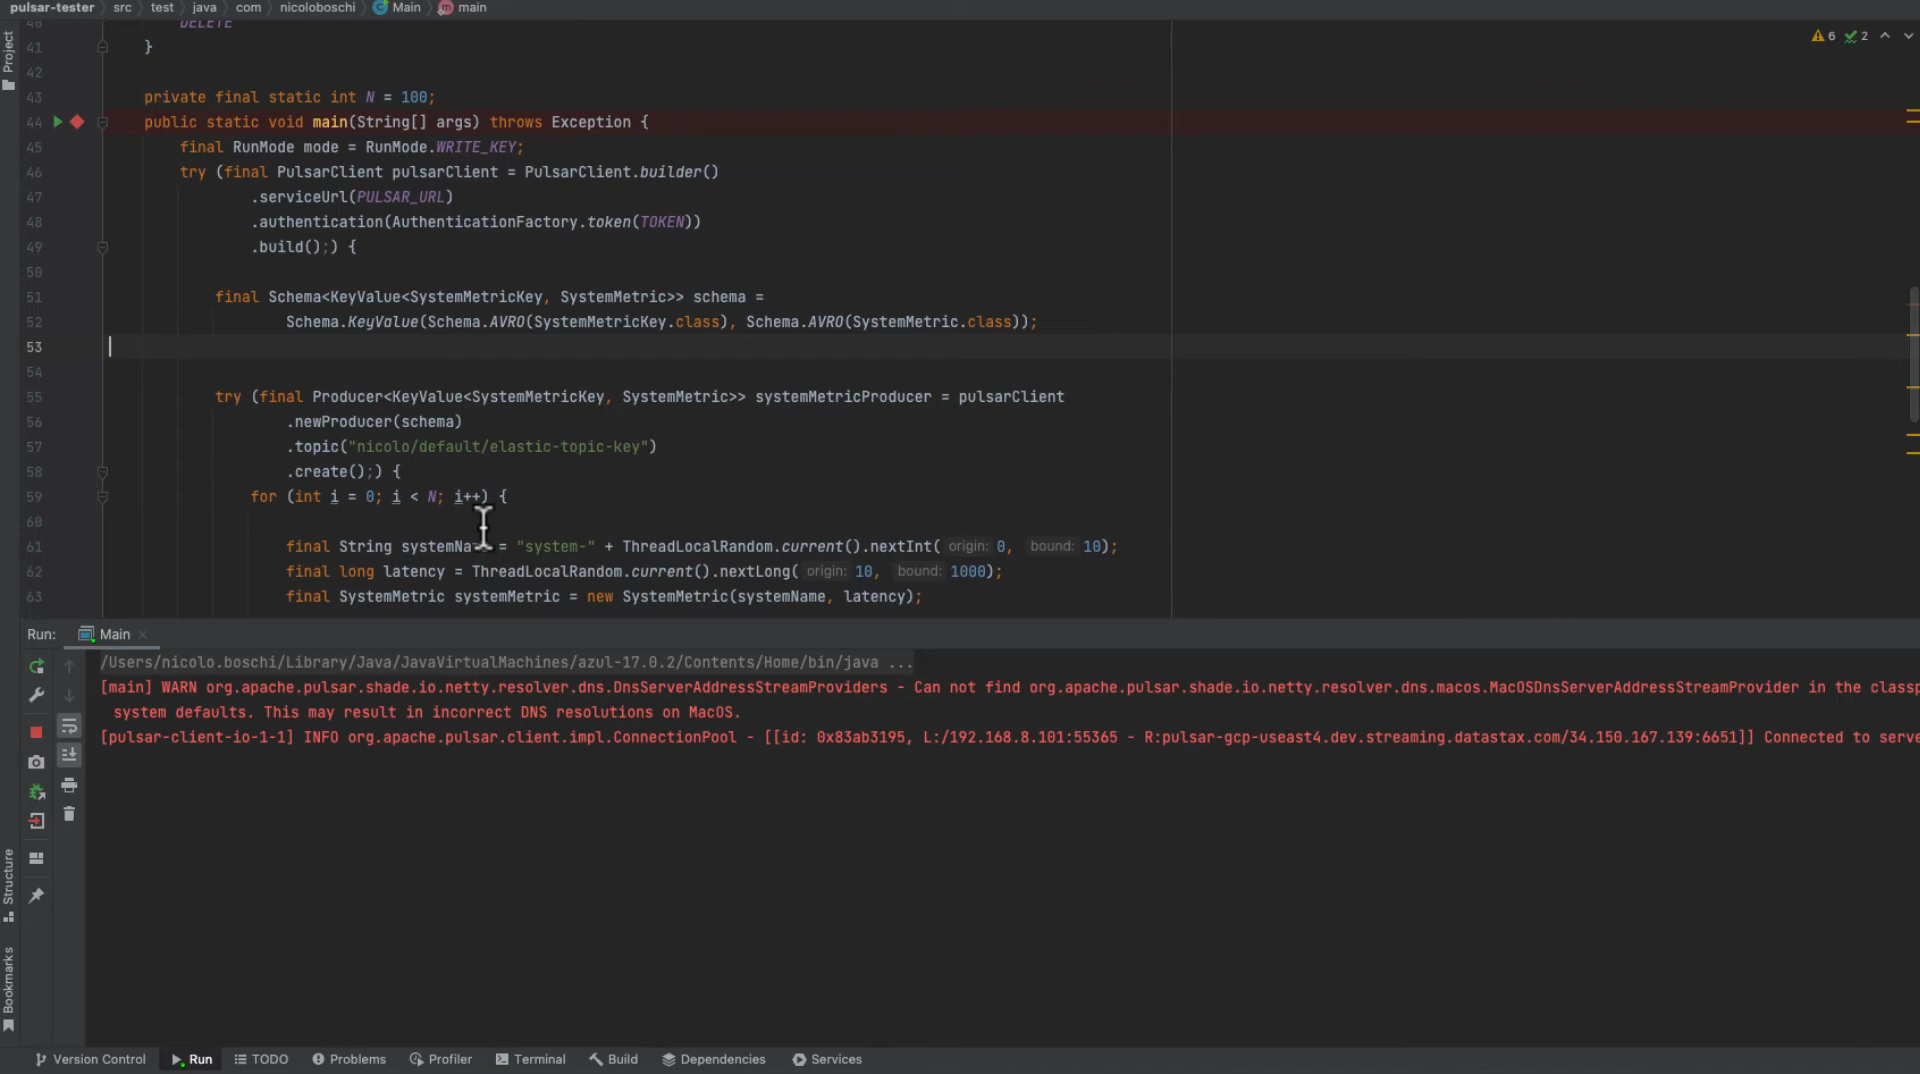 pulsar-tester src test java com nicoloboschi Main main
Project
6 2
40 DELETE
41 }
42
43 private final static int N = 100;
44 public static void main(String[] args) throws Exception {
45 final RunMode mode = RunMode.WRITE_KEY;
46 try (final PulsarClient pulsarClient = PulsarClient.builder()
47 .serviceUrl(PULSAR_URL)
48 .authentication(AuthenticationFactory.token(TOKEN))
49 .build();) {
50
51 final Schema<KeyValue<SystemMetricKey, SystemMetric>> schema =
52 Schema.KeyValue(Schema.AVRO(SystemMetricKey.class), Schema.AVRO(SystemMetric.class));
53
54
55 try (final Producer<KeyValue<SystemMetricKey, SystemMetric>> systemMetricProducer = pulsarClient
56 .newProducer(schema)
57 .topic("nicolo/default/elastic-topic-key")
58 .create();) {
59 for (int i = 0; i < N; i++) {
60
61 final String systemNa = "system-" + ThreadLocalRandom.current().nextInt( origin: 0, bound: 10);
62 final long latency = ThreadLocalRandom.current().nextLong( origin: 10, bound: 1000);
63 final SystemMetric systemMetric = new SystemMetric(systemName, latency);
Run: Main
/Users/nicolo.boschi/Library/Java/JavaVirtualMachines/azul-17.0.2/Contents/Home/bin/java ...
[main] WARN org.apache.pulsar.shade.io.netty.resolver.dns.DnsServerAddressStreamProviders - Can not find org.apache.pulsar.shade.io.netty.resolver.dns.macos.MacOSDnsServerAddressStreamProvider in the classp
system defaults. This may result in incorrect DNS resolutions on MacOS.
[pulsar-client-io-1-1] INFO org.apache.pulsar.client.impl.ConnectionPool - [[id: 0x83ab3195, L:/192.168.8.101:55365 - R:pulsar-gcp-useast4.dev.streaming.datastax.com/34.150.167.139:6651]] Connected to serve
Structure
Bookmarks
Version Control Run TODO Problems Profiler Terminal Build Dependencies Services